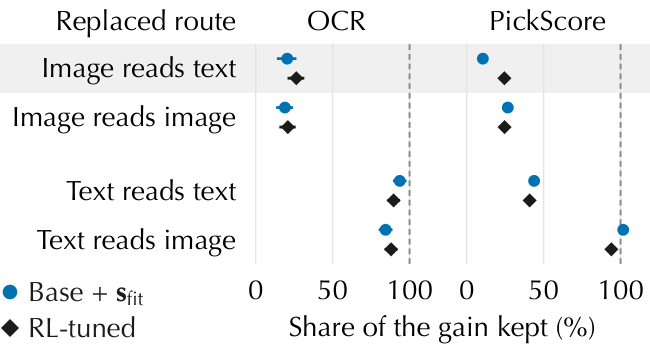 Replaced route OCR PickScore
Image reads text
Image reads image
Text reads text
Text reads image
0 50 100 0 50 100
Base + s_fit
RL-tuned
Share of the gain kept (%)